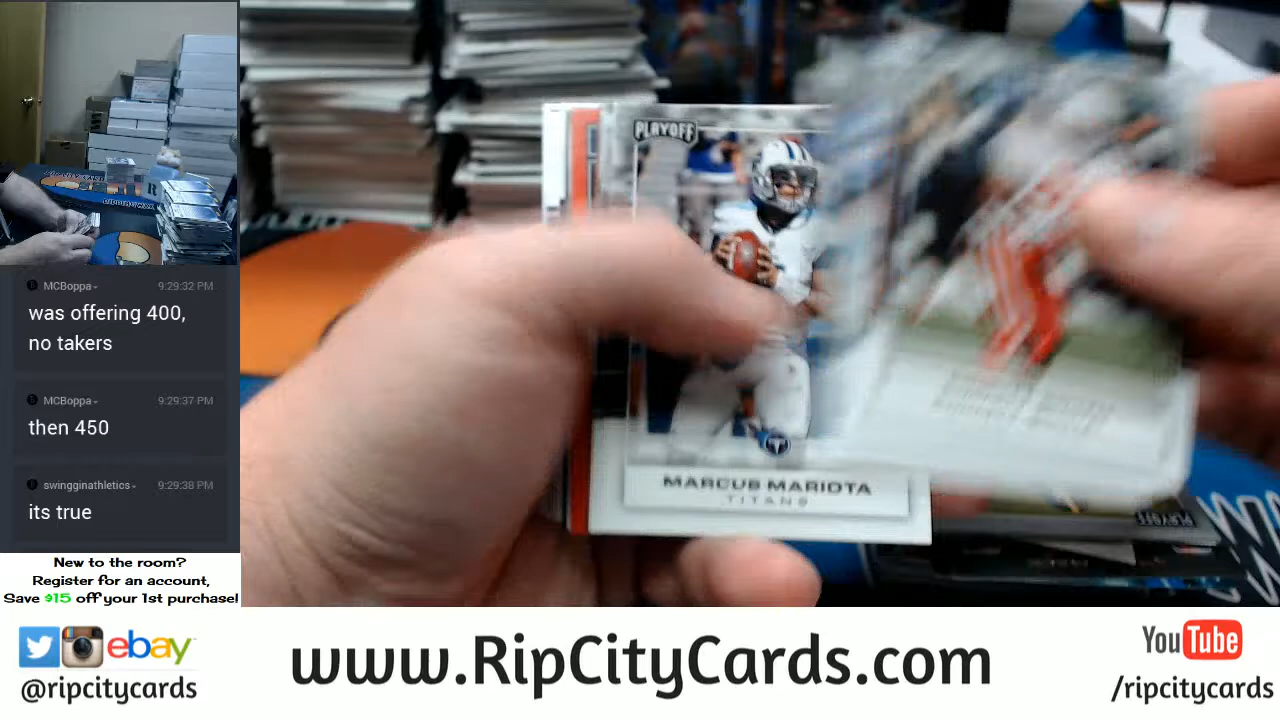 MCBoppa
9:29:32 PM
was offering 400,
no takers
MCBoppa
9:29:37 PM
then 450
swingginathletics
9:29:38 PM
its true
New to the room?
Register for an account,
Save $15 off your 1st purchase!
PLAYOFF
MARCUS MARIOTA
TITANS
PLAYOFF
ebay
@ripcitycards
www.RipCityCards.com
YouTube
/ripcitycards